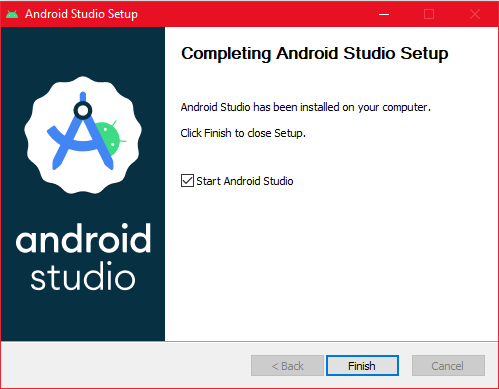 Android Studio Setup
Completing Android Studio Setup
Android Studio has been installed on your computer.
Click Finish to close Setup.
Start Android Studio
android
studio
< Back
Finish
Cancel